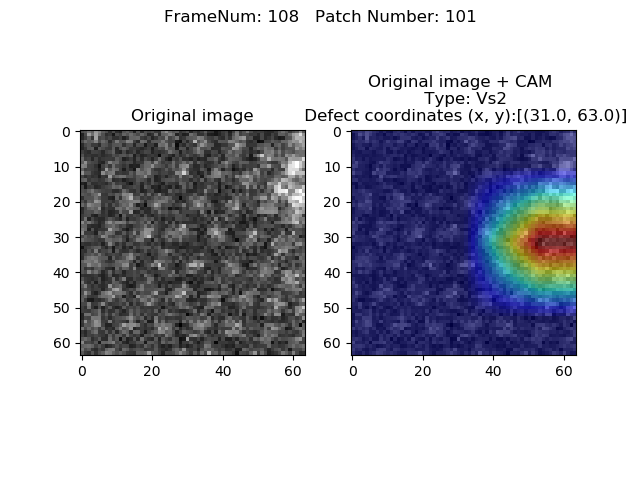 FrameNum: 108   Patch Number: 101
Original image
0
10
20
30
40
50
60
0 20 40 60
Original image + CAM
Type: Vs2
Defect coordinates (x, y):[(31.0, 63.0)]
0
10
20
30
40
50
60
0 20 40 60